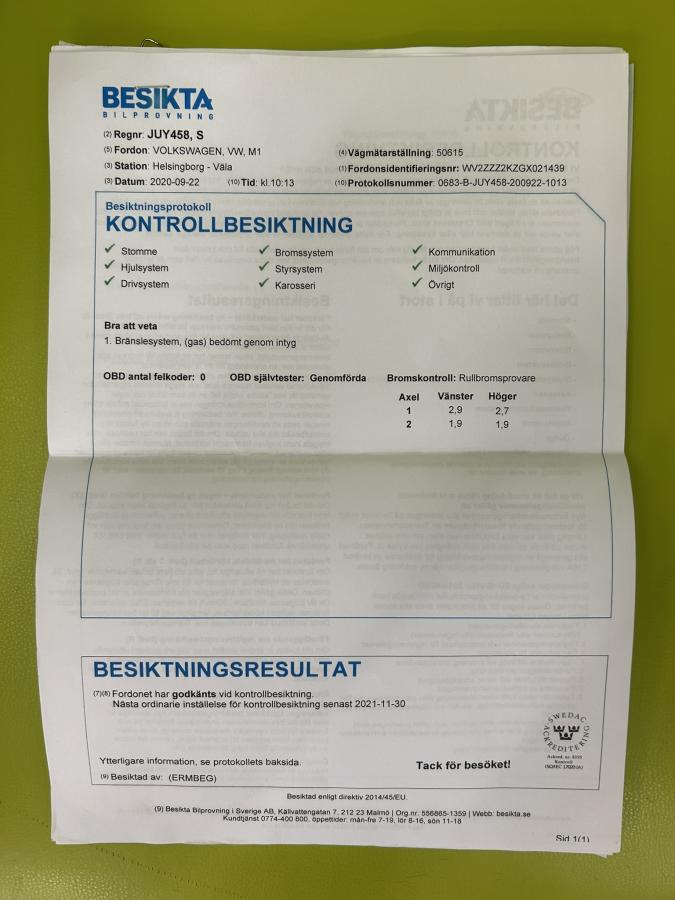 BESIKTA
BILPROVNING
(2) Regnr: JUY458, S
(5) Fordon: VOLKSWAGEN, VW, M1
(4) Vägmätarställning: 50615
(3) Station: Helsingborg - Väla
(1) Fordonsidentifieringsnr: WV2ZZZ2KZGX021439
(3) Datum: 2020-09-22 (10) Tid: kl.10:13
(10) Protokollsnummer: 0683-B-JUY458-200922-1013
Besiktningsprotokoll
KONTROLLBESIKTNING
✓ Stomme ✓ Bromssystem ✓ Kommunikation
✓ Hjulsystem ✓ Styrsystem ✓ Miljökontroll
✓ Drivsystem ✓ Karosseri ✓ Övrigt
Bra att veta
1. Bränslesystem, (gas) bedömt genom intyg
OBD antal felkoder: 0 OBD självtester: Genomförda Bromskontroll: Rullbromsprovare
Axel Vänster Höger
1 2,9 2,7
2 1,9 1,9
BESIKTNINGSRESULTAT
(7)(8) Fordonet har godkänts vid kontrollbesiktning.
Nästa ordinarie inställelse för kontrollbesiktning senast 2021-11-30
SWEDAC
ACKREDITERING
Kontroll
Ytterligare information, se protokollets baksida.
Tack för besöket!
(9) Besiktad av: (ERMBEG)
Besiktad enligt direktiv 2014/45/EU.
(9) Besikta Bilprovning i Sverige AB, Källvattengatan 7, 212 23 Malmö | Org.nr. 556865-1359 | Webb: besikta.se
Kundtjänst 0774-400 800, öppettider: mån-fre 7-19, lör 8-16, sön 11-18
Sid 1(1)